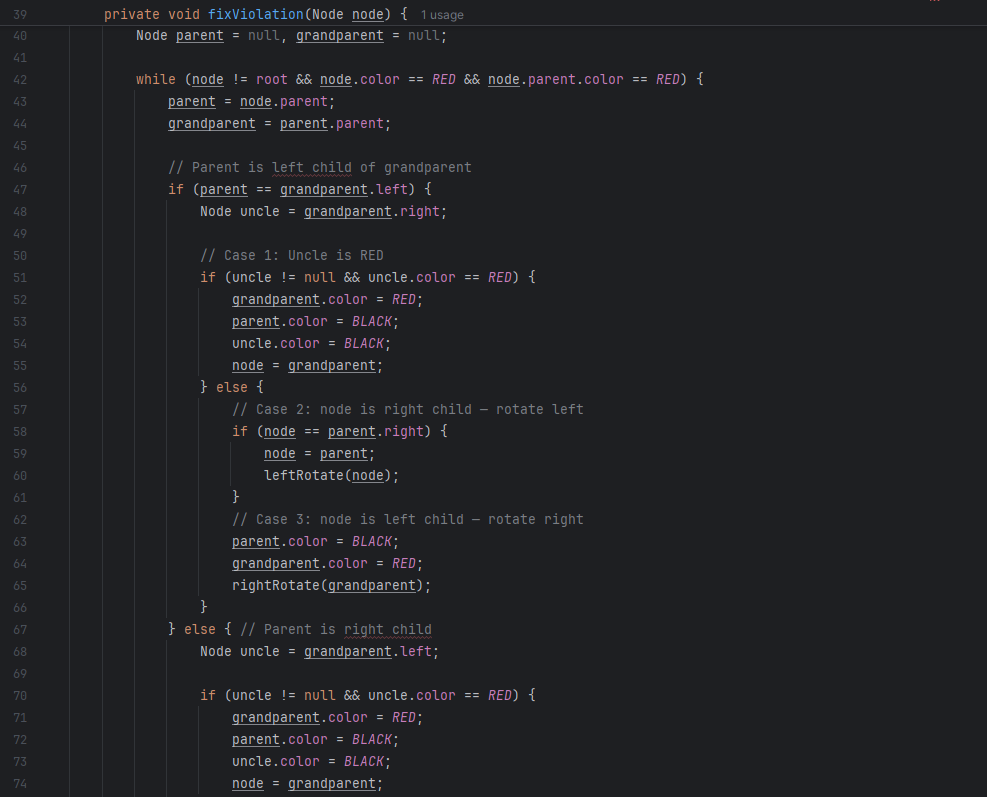 39 private void fixViolation(Node node) { 1 usage
40 Node parent = null, grandparent = null;
41
42 while (node != root && node.color == RED && node.parent.color == RED) {
43 parent = node.parent;
44 grandparent = parent.parent;
45
46 // Parent is left child of grandparent
47 if (parent == grandparent.left) {
48 Node uncle = grandparent.right;
49
50 // Case 1: Uncle is RED
51 if (uncle != null && uncle.color == RED) {
52 grandparent.color = RED;
53 parent.color = BLACK;
54 uncle.color = BLACK;
55 node = grandparent;
56 } else {
57 // Case 2: node is right child — rotate left
58 if (node == parent.right) {
59 node = parent;
60 leftRotate(node);
61 }
62 // Case 3: node is left child — rotate right
63 parent.color = BLACK;
64 grandparent.color = RED;
65 rightRotate(grandparent);
66 }
67 } else { // Parent is right child
68 Node uncle = grandparent.left;
69
70 if (uncle != null && uncle.color == RED) {
71 grandparent.color = RED;
72 parent.color = BLACK;
73 uncle.color = BLACK;
74 node = grandparent;